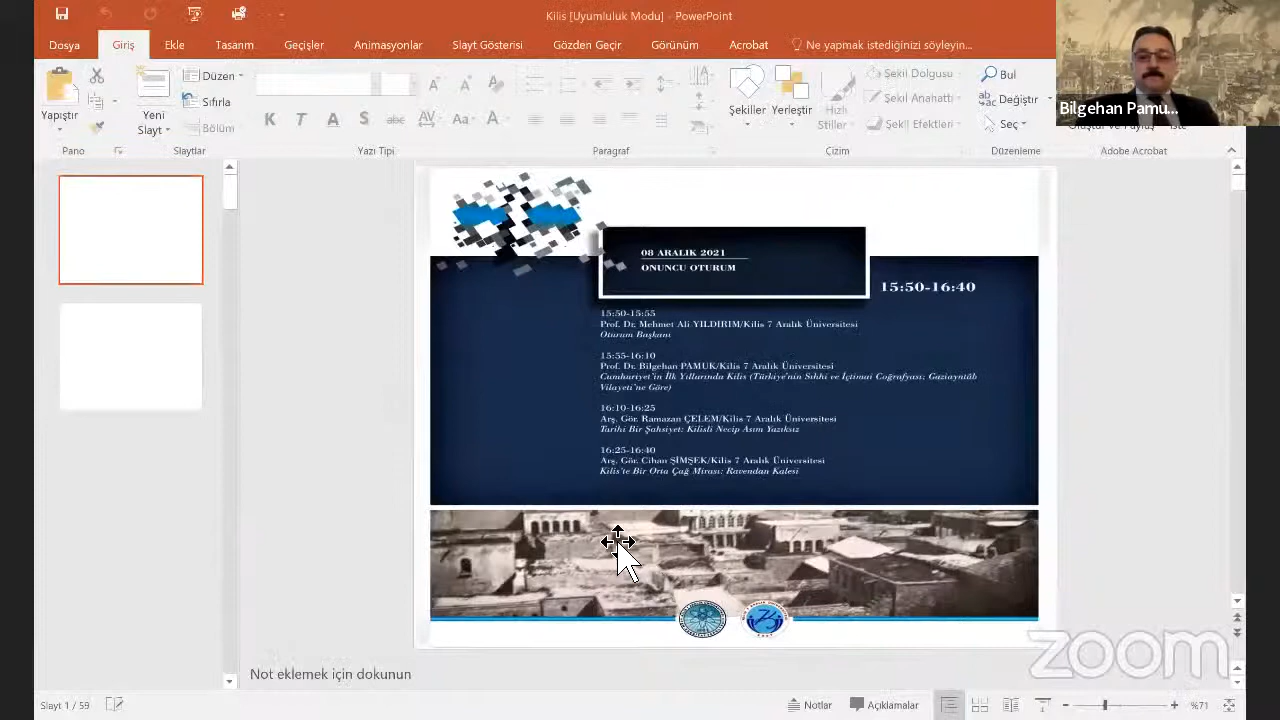 Kilis [Uyumluluk Modu] - PowerPoint
Dosya Giriş Ekle Tasarım Geçişler Animasyonlar Slayt Gösterisi Gözden Geçir Görünüm Acrobat Ne yapmak istediğinizi söyleyin...
Yapıştır
Yeni
Slayt
Düzen
Sıfırla
Bölüm
K T A S abc AV Aa A
Şekiller
Yerleştir
Hızlı
Stiller
Şekil Dolgusu
Şekil Anahattı
Şekil Efektleri
Bul
Değiştir
Seç
Pano Slaytlar Yazı Tipi Paragraf Çizim Düzenleme Adobe Acrobat
Bilgehan Pamu...
08 ARALIK 2021
ONUNCU OTURUM
15:50-16:40
15:50-15:55
Prof. Dr. Mehmet Ali YILDIRIM/Kilis 7 Aralık Üniversitesi
Oturum Başkanı
15:55-16:10
Prof. Dr. Bilgehan PAMUK/Kilis 7 Aralık Üniversitesi
Cumhuriyet'in İlk Yıllarında Kilis (Türkiye'nin Sıhhi ve İçtimai Coğrafyası; Gaziayntâb
Vilayeti'ne Göre)
16:10-16:25
Arş. Gör. Ramazan ÇELEM/Kilis 7 Aralık Üniversitesi
Tarihi Bir Şahsiyet: Kilisli Necip Asım Yazıksız
16:25-16:40
Arş. Gör. Cihan ŞİMŞEK/Kilis 7 Aralık Üniversitesi
Kilis'te Bir Orta Çağ Mirası: Ravendan Kalesi
zoom
Not eklemek için dokunun
Slayt 1 / 53 Notlar Açıklamalar %71